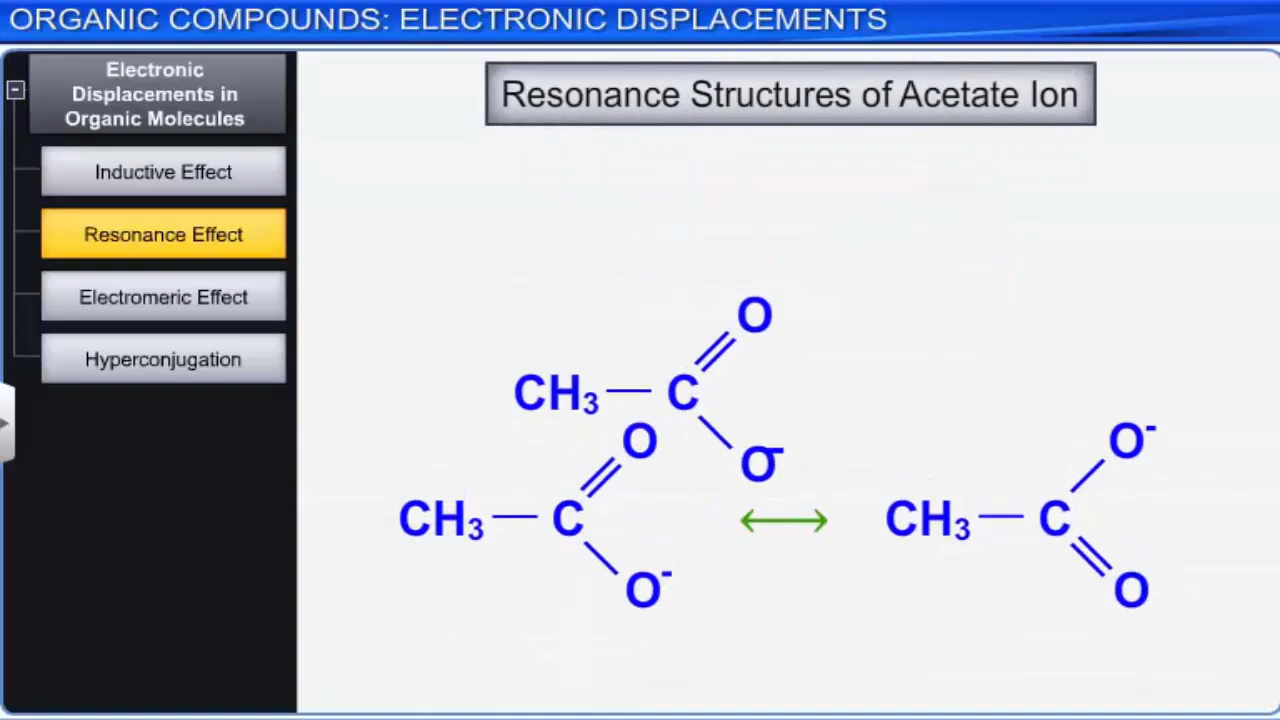 ORGANIC COMPOUNDS: ELECTRONIC DISPLACEMENTS
Electronic
Displacements in
Organic Molecules
Inductive Effect
Resonance Effect
Electromeric Effect
Hyperconjugation
Resonance Structures of Acetate Ion
O
CH₃ — C
O⁻
O
CH₃ — C
O⁻
O⁻
CH₃ — C
O